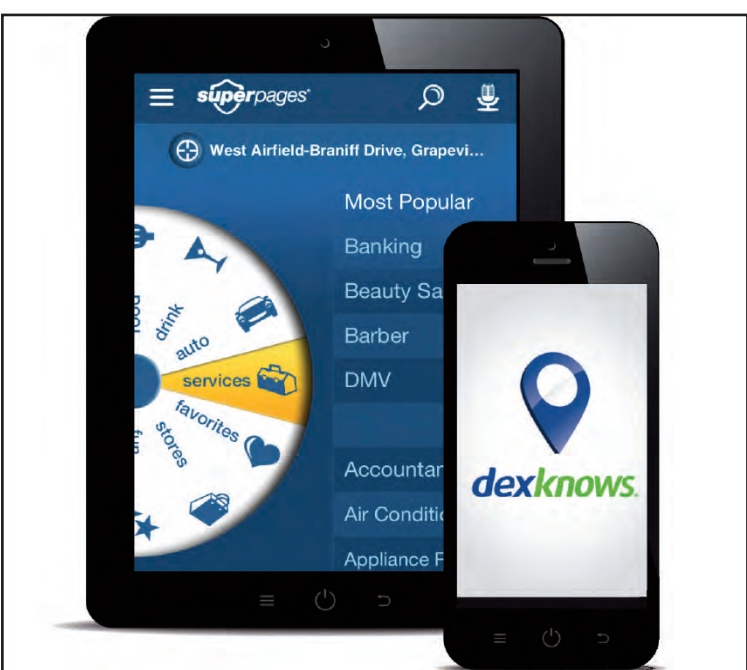 superpages®
West Airfield-Braniff Drive, Grapevi...
Most Popular
Banking
Beauty Sa
Barber
DMV
Accountan
Air Conditio
Appliance
drink
auto
services
favorites
stores
dexknows.